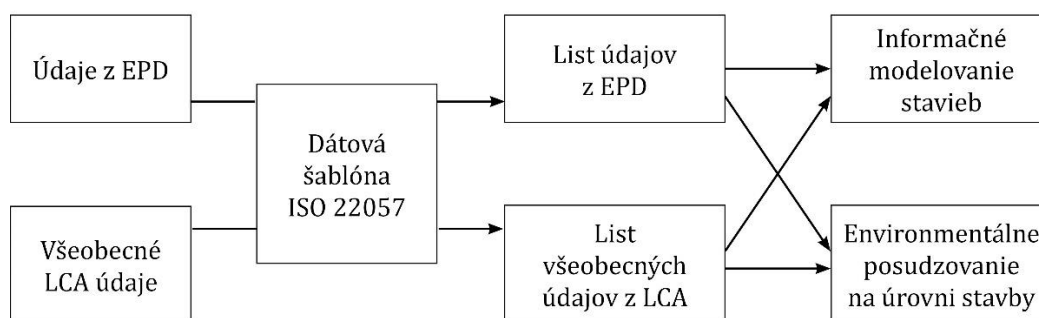 Údaje z EPD
Všeobecné
LCA údaje
Dátová
šablóna
ISO 22057
List údajov
z EPD
List
všeobecných
údajov z LCA
Informačné
modelovanie
stavieb
Environmentálne
posudzovanie
na úrovni stavby